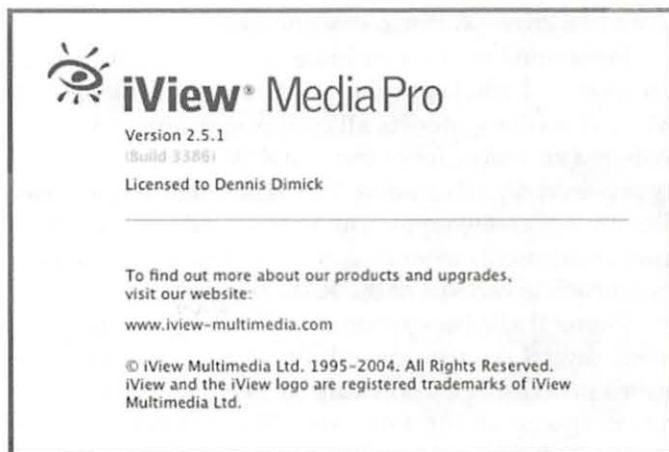 iView® MediaPro
Version 2.5.1
(Build 3386)
Licensed to Dennis Dimick
To find out more about our products and upgrades,
visit our website:
www.iview-multimedia.com
© iView Multimedia Ltd. 1995-2004. All Rights Reserved.
iView and the iView logo are registered trademarks of iView
Multimedia Ltd.